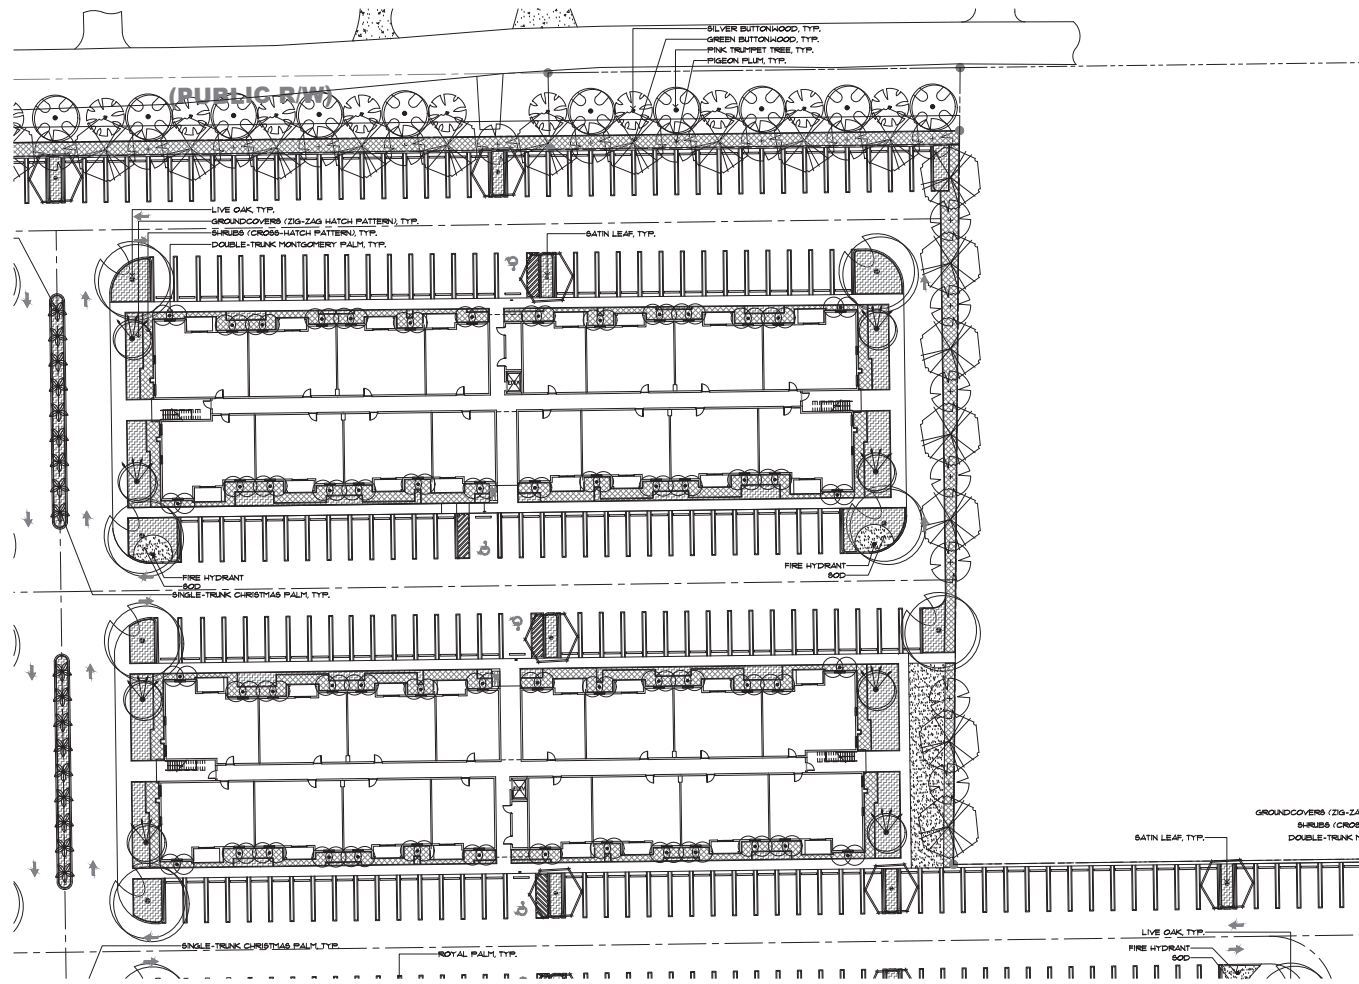 SILVER BUTTONWOOD, TYP.
GREEN BUTTONWOOD, TYP.
PINK TRUMPET TREE, TYP.
PIGEON PLUM, TYP.
(PUBLIC R/W)
LIVE OAK, TYP.
GROUNDCOVERS (ZIG-ZAG HATCH PATTERN), TYP.
SHRUBS (CROSS-HATCH PATTERN), TYP.
DOUBLE-TRUNK MONTGOMERY PALM, TYP.
SATIN LEAF, TYP.
FIRE HYDRANT
SOD
FIRE HYDRANT
SOD
SINGLE-TRUNK CHRISTMAS PALM, TYP.
GROUNDCOVERS (ZIG-ZA
SHRUBS (CROS
SATIN LEAF, TYP.
DOUBLE-TRUNK M
LIVE OAK, TYP.
SINGLE-TRUNK CHRISTMAS PALM, TYP.
ROYAL PALM, TYP.
FIRE HYDRANT
SOD